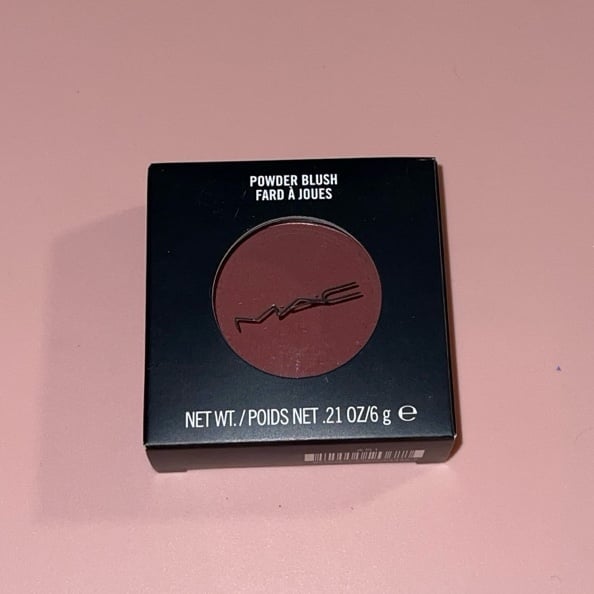 POWDER BLUSH
FARD À JOUES
MAC
NET WT. / POIDS NET .21 OZ/6 g ℮